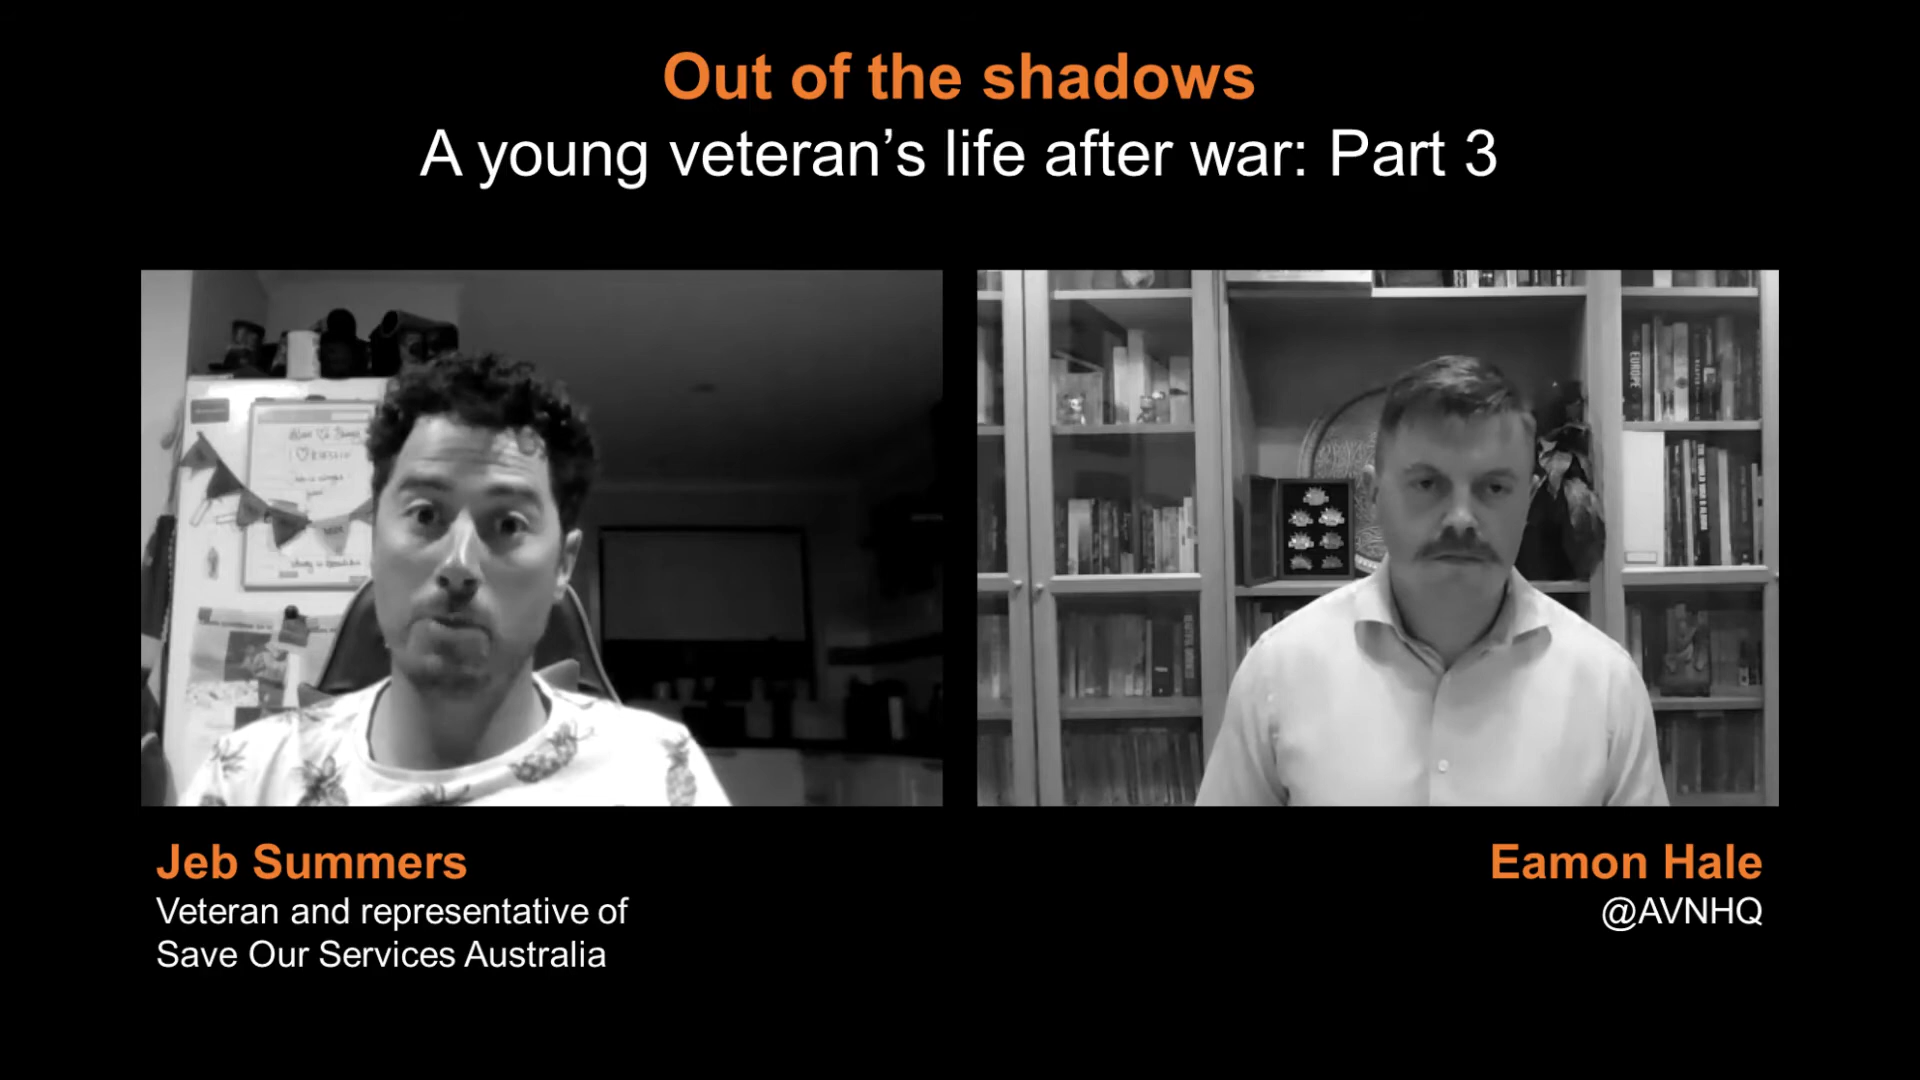 Out of the shadows
A young veteran’s life after war: Part 3
EUROPE
Jeb Summers
Veteran and representative of
Save Our Services Australia
Eamon Hale
@AVNHQ